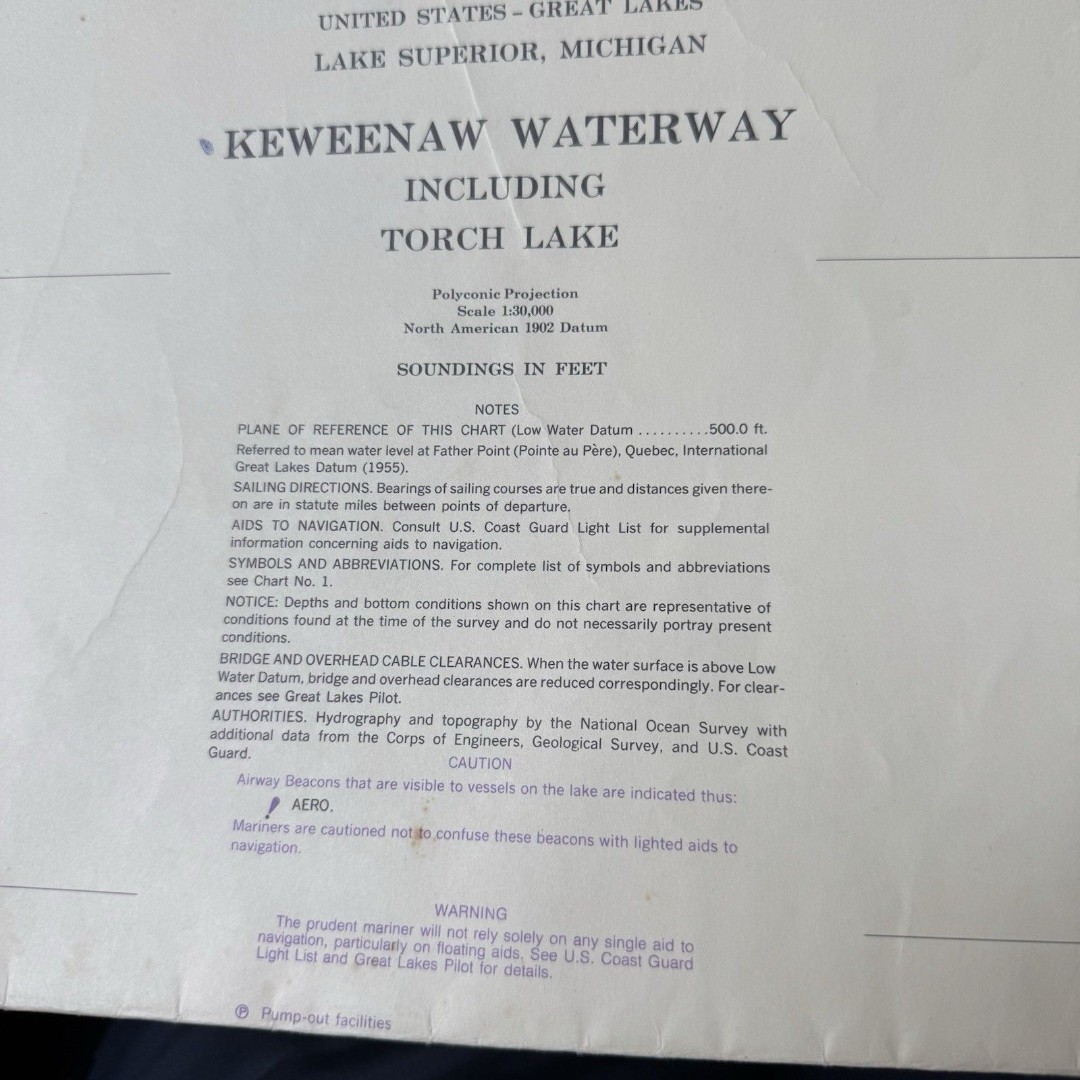 UNITED STATES – GREAT LAKES
LAKE SUPERIOR, MICHIGAN
KEWEENAW WATERWAY
INCLUDING
TORCH LAKE
Polyconic Projection
Scale 1:30,000
North American 1902 Datum
SOUNDINGS IN FEET
NOTES
PLANE OF REFERENCE OF THIS CHART (Low Water Datum ..........500.0 ft.
Referred to mean water level at Father Point (Pointe au Père), Quebec, International
Great Lakes Datum (1955).
SAILING DIRECTIONS. Bearings of sailing courses are true and distances given there-
on are in statute miles between points of departure.
AIDS TO NAVIGATION. Consult U.S. Coast Guard Light List for supplemental
information concerning aids to navigation.
SYMBOLS AND ABBREVIATIONS. For complete list of symbols and abbreviations
see Chart No. 1.
NOTICE: Depths and bottom conditions shown on this chart are representative of
conditions found at the time of the survey and do not necessarily portray present
conditions.
BRIDGE AND OVERHEAD CABLE CLEARANCES. When the water surface is above Low
Water Datum, bridge and overhead clearances are reduced correspondingly. For clear-
ances see Great Lakes Pilot.
AUTHORITIES. Hydrography and topography by the National Ocean Survey with
additional data from the Corps of Engineers, Geological Survey, and U.S. Coast
Guard.
CAUTION
Airway Beacons that are visible to vessels on the lake are indicated thus:
AERO.
Mariners are cautioned not to confuse these beacons with lighted aids to
navigation.
WARNING
The prudent mariner will not rely solely on any single aid to
navigation, particularly on floating aids. See U.S. Coast Guard
Light List and Great Lakes Pilot for details.
Ⓟ Pump-out facilities